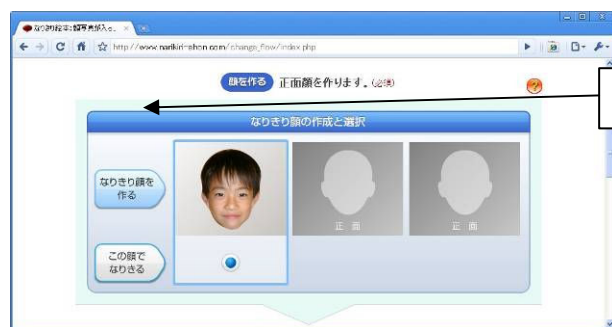 なりきり絵本:顔写真が入っ...
http://www.narikiri-ehon.com/change_flow/index.php
顔を作る 正面顔を作ります。(必須)
なりきり顔の作成と選択
なりきり顔を
作る
正 面
正 面
この顔で
なりきる